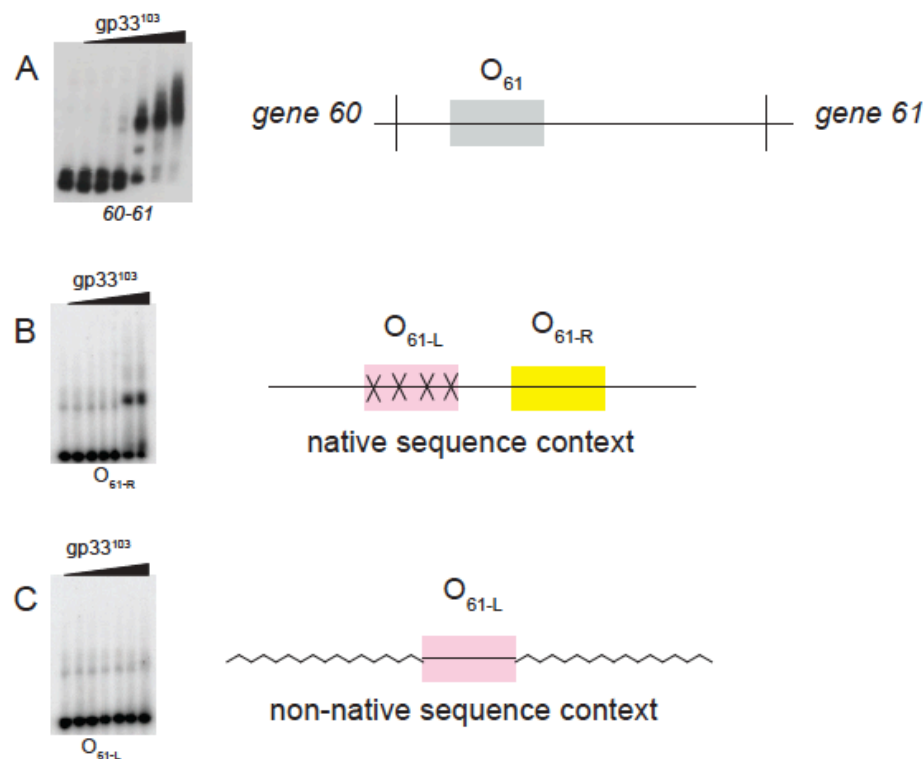 gp33¹⁰³
A
O₆₁
gene 60
gene 61
60-61
gp33¹⁰³
B
O₆₁₋L
O₆₁₋R
native sequence context
O₆₁₋R
gp33¹⁰³
C
O₆₁₋L
non-native sequence context
O₆₁₋L